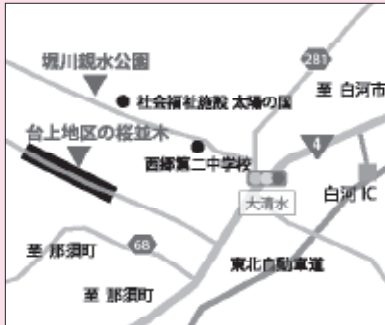 堀川親水公園
281
社会福祉施設 太陽の国
至 白河市
台上地区の桜並木
4
西郷第二中学校
大清水
白河IC
至 那須町
68
東北自動車道
至 那須町